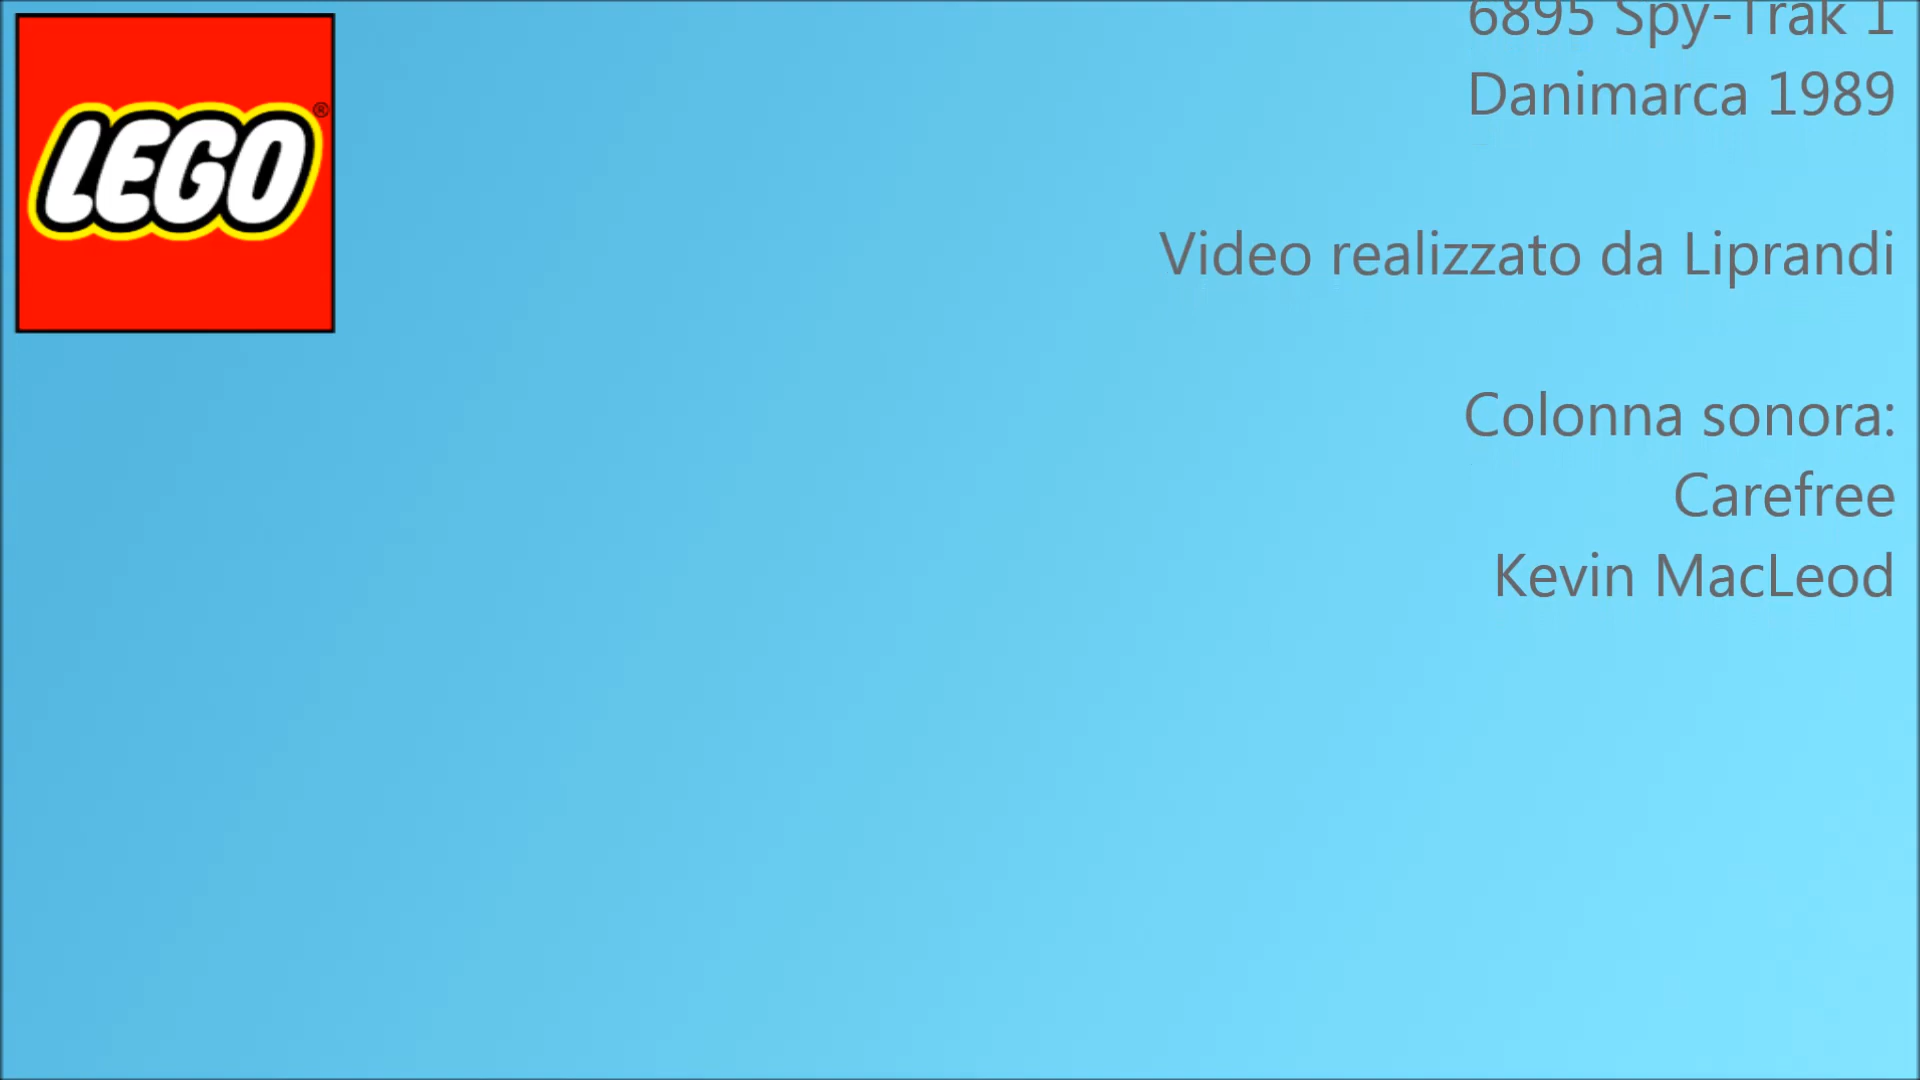 LEGO ®
6895 Spy-Trak 1
Danimarca 1989
Video realizzato da Liprandi
Colonna sonora:
Carefree
Kevin MacLeod